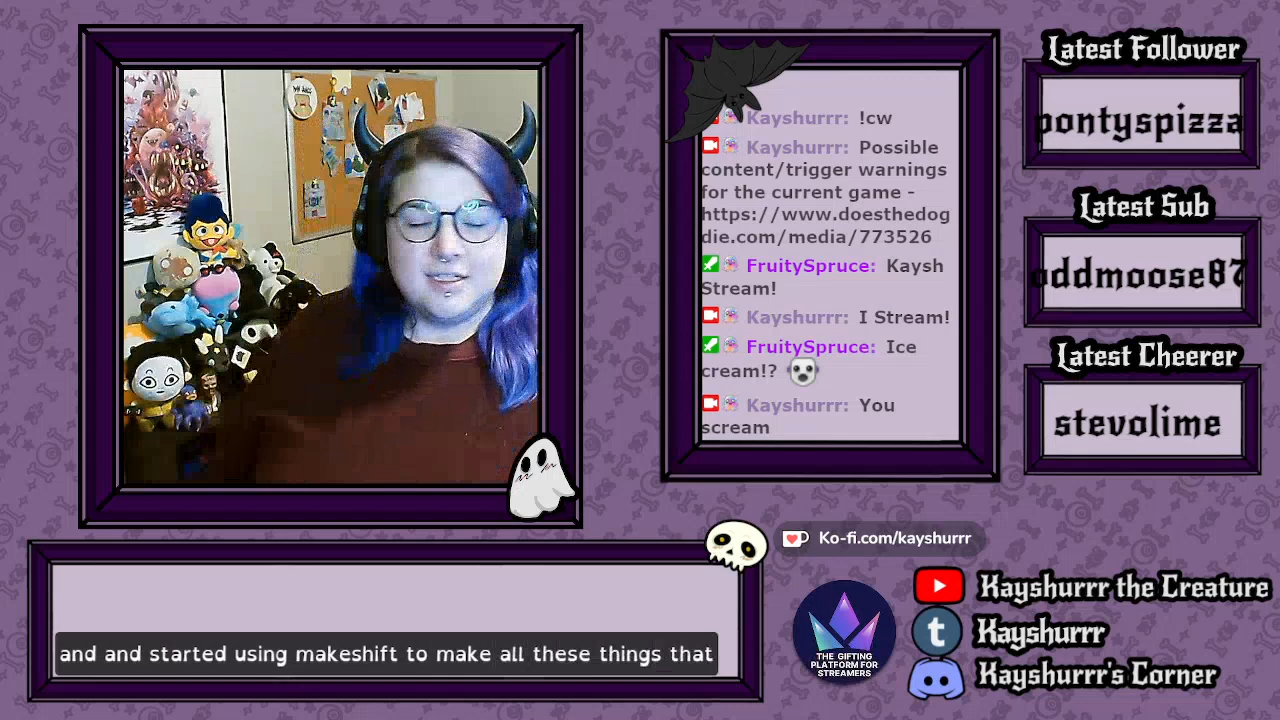 Kayshurrr: !cw
Kayshurrr: Possible
content/trigger warnings
for the current game -
https://www.doesthedog
die.com/media/773526
FruitySpruce: Kaysh
Stream!
Kayshurrr: I Stream!
FruitySpruce: Ice
cream!?
Kayshurrr: You
scream
Latest Follower
pontyspizza
Latest Sub
oddmoose87
Latest Cheerer
stevolime
and and started using makeshift to make all these things that
Ko-fi.com/kayshurrr
THE GIFTING
PLATFORM FOR
STREAMERS
Kayshurrr the Creature
t
Kayshurrr
Kayshurrr's Corner